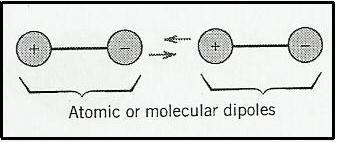 + − + −
Atomic or molecular dipoles